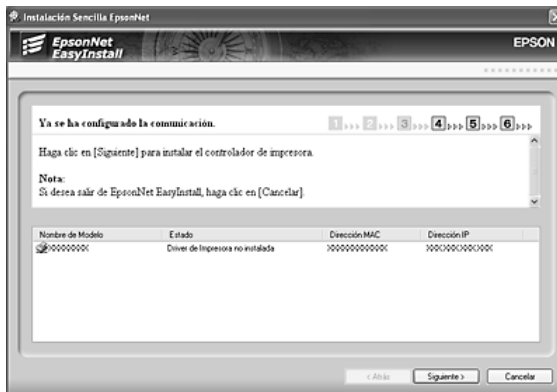 Instalación Sencilla EpsonNet
EpsonNet
EasyInstall
EPSON
Ya se ha configurado la comunicación.
1 2 3 4 5 6
Haga clic en [Siguiente] para instalar el controlador de impresora.
Nota:
Si desea salir de EpsonNet EasyInstall, haga clic en [Cancelar].
Nombre de Modelo Estado Dirección MAC Dirección IP
XXXXXXXX Driver de Impresora no instalada XXXXXXXXXXXX XXX.XXX.XXX.XXX
< Atrás Siguiente > Cancelar